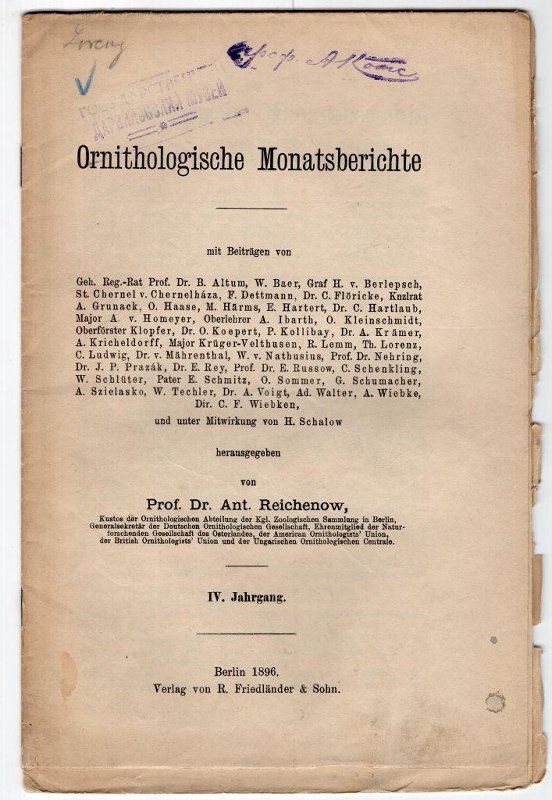 Lorenz
Проф. А Котс
ДАРВИНОВСКИЙ МУЗЕЙ
Ornithologische Monatsberichte
mit Beiträgen von
Geh. Reg.-Rat Prof. Dr. B. Altum, W. Baer, Graf H. v. Berlepsch,
St. Chernel v. Chernelháza, F. Dettmann, Dr. C. Flöricke, Knzlrat
A. Grunack, O. Haase, M. Härms, E. Hartert, Dr. C. Hartlaub,
Major A v. Homeyer, Oberlehror A. Ibarth, O. Kleinschmidt,
Oberförster Klopfer, Dr. O. Koepert, P. Kollibay, Dr. A. Krämer,
A. Kricheldorff, Major Krüger-Velthusen, R. Lemm, Th. Lorenz,
C. Ludwig, Dr. v. Mährenthal, W. v. Nathusius, Prof. Dr. Nehring,
Dr. J. P. Prazák, Dr. E. Rey, Prof. Dr. E. Russow, C. Schenkling,
W. Schlüter, Pater E. Schmitz, O. Sommer, G. Schumacher,
A. Szielasko, W. Techler, Dr. A. Voigt, Ad. Walter, A. Wiebke,
Dir. C. F. Wiebken,
und unter Mitwirkung von H. Schalow
herausgegeben
von
Prof. Dr. Ant. Reichenow,
Kustos der Ornithologischen Abteilung der Kgl. Zoologischen Sammlung in Berlin,
Generalsekretär der Deutschen Ornithologischen Gesellschaft, Ehrenmitglied der Natur-
forschenden Gesellschaft des Osterlandes, der American Ornithologists' Union,
der British Ornithologists' Union und der Ungarischen Ornithologischen Centrale.
IV. Jahrgang.
Berlin 1896.
Verlag von R. Friedländer & Sohn.